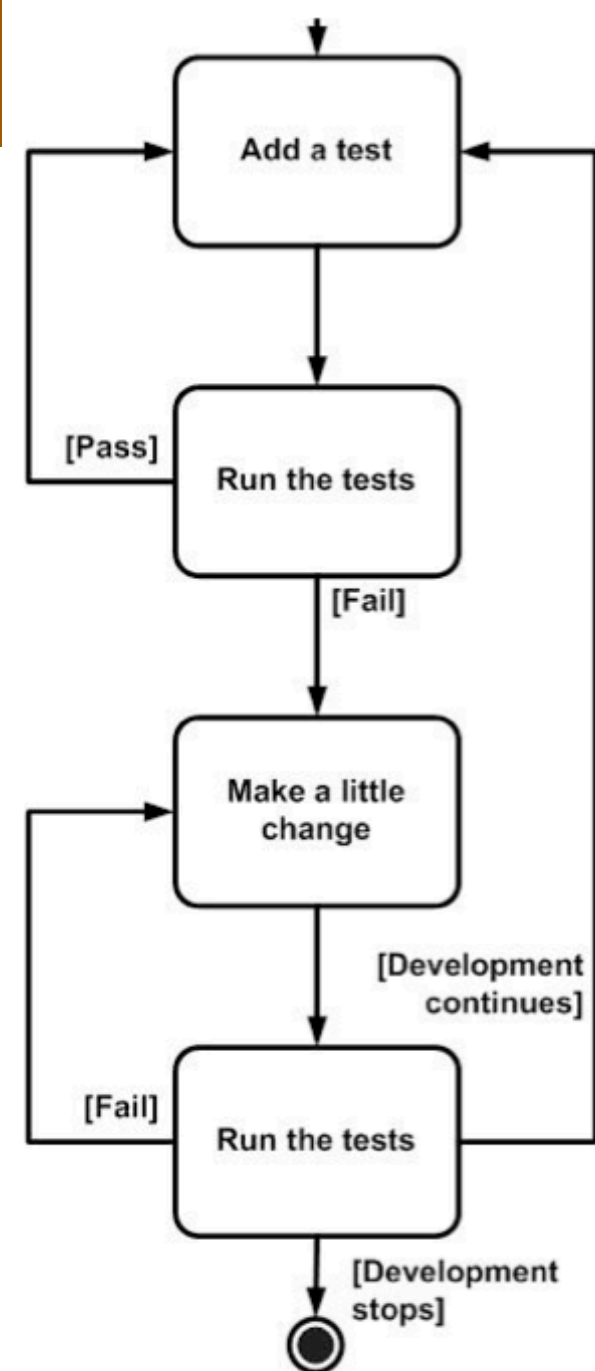 Add a test
[Pass]
Run the tests
[Fail]
Make a little
change
[Development
continues]
[Fail]
Run the tests
[Development
stops]